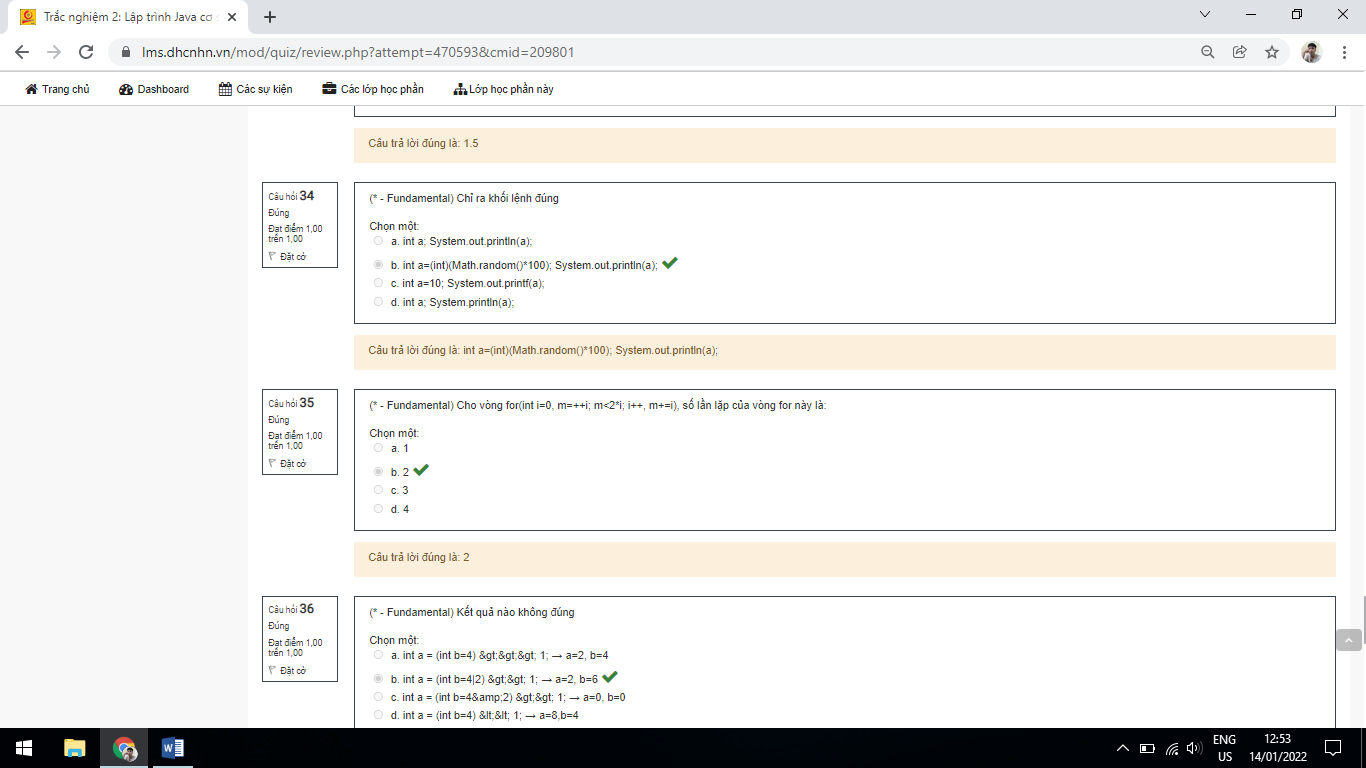 Trắc nghiệm 2: Lập trình Java cơ s
lms.dhcnhn.vn/mod/quiz/review.php?attempt=470593&cmid=209801
Trang chủ
Dashboard
Các sự kiện
Các lớp học phần
Lớp học phần này
Câu trả lời đúng là: 1.5
Câu hỏi 34
Đúng
Đạt điểm 1,00
trên 1,00
Đặt cờ
(* - Fundamental) Chỉ ra khối lệnh đúng
Chọn một:
a. int a; System.out.println(a);
b. int a=(int)(Math.random()*100); System.out.println(a);
c. int a=10; System.out.printf(a);
d. int a; System.println(a);
Câu trả lời đúng là: int a=(int)(Math.random()*100); System.out.println(a);
Câu hỏi 35
Đúng
Đạt điểm 1,00
trên 1,00
Đặt cờ
(* - Fundamental) Cho vòng for(int i=0, m=++i; m<2*i; i++, m+=i), số lần lặp của vòng for này là:
Chọn một:
a. 1
b. 2
c. 3
d. 4
Câu trả lời đúng là: 2
Câu hỏi 36
Đúng
Đạt điểm 1,00
trên 1,00
Đặt cờ
(* - Fundamental) Kết quả nào không đúng
Chọn một:
a. int a = (int b=4) &gt;&gt;&gt; 1; → a=2, b=4
b. int a = (int b=4|2) &gt;&gt; 1; → a=2, b=6
c. int a = (int b=4&amp;2) &gt;&gt; 1; → a=0, b=0
d. int a = (int b=4) &lt;&lt; 1; → a=8,b=4
ENG
US
12:53
14/01/2022